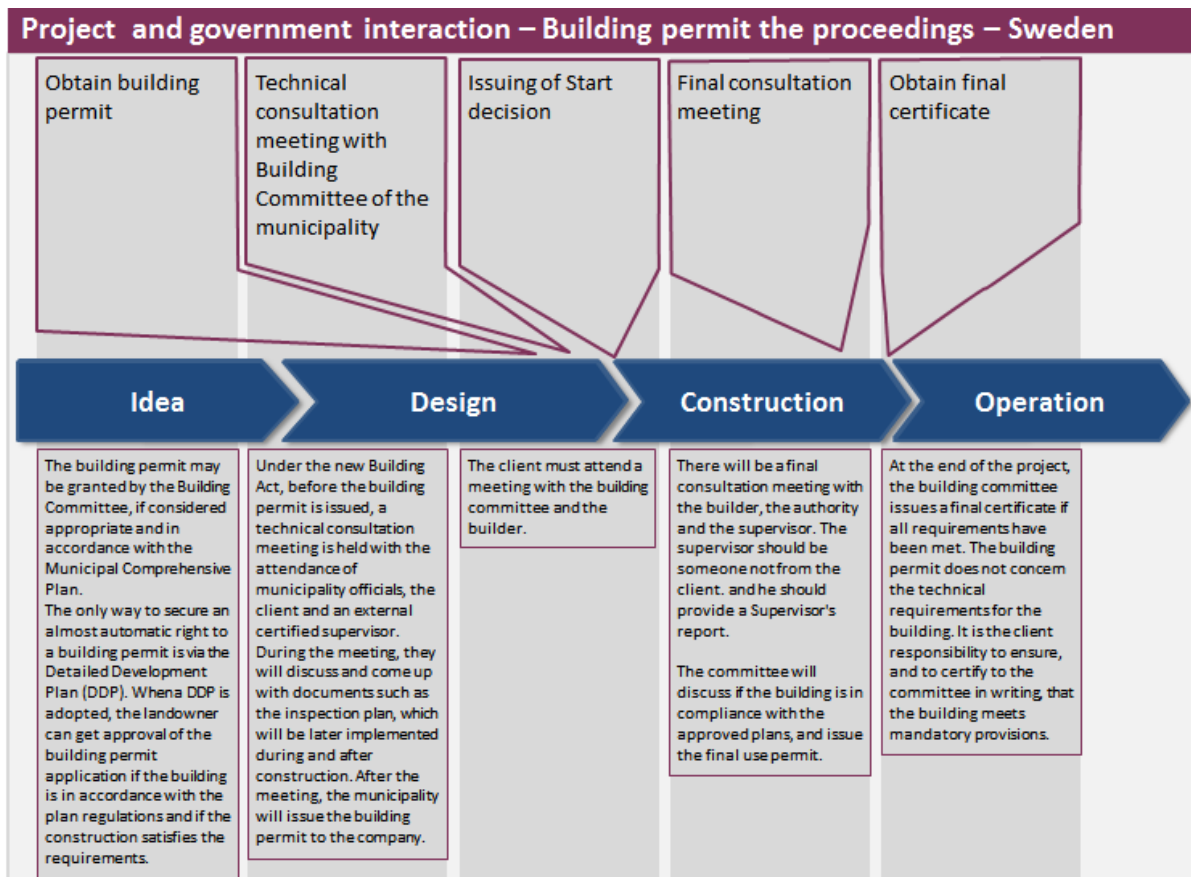 Project and government interaction – Building permit the proceedings – Sweden
Obtain building
permit
Technical
consultation
meeting with
Building
Committee of the
municipality
Issuing of Start
decision
Final consultation
meeting
Obtain final
certificate
Idea
Design
Construction
Operation
The building permit may
be granted by the Building
Committee, if considered
appropriate and in
accordance with the
Municipal Comprehensive
Plan.
The only way to secure an
almost automatic right to
a building permit is via the
Detailed Development
Plan (DDP). Whena DDP is
adopted, the landowner
can get approval of the
building permit
application if the building
is in accordance with the
plan regulations and if the
construction satisfies the
requirements.
Under the new Building
Act, before the building
permit is issued, a
technical consultation
meeting is held with the
attendance of
municipality officials, the
client and an external
certified supervisor.
During the meeting, they
will discuss and come up
with documents such as
the inspection plan, which
will be later implemented
during and after
construction. After the
meeting, the municipality
will issue the building
permit to the company.
The client must attend a
meeting with the building
committee and the
builder.
There will be a final
consultation meeting with
the builder, the authority
and the supervisor. The
supervisor should be
someone not from the
client. and he should
provide a Supervisor's
report.
The committee will
discuss if the building is in
compliance with the
approved plans, and issue
the final use permit.
At the end of the project,
the building committee
issues a final certificate if
all requirements have
been met. The building
permit does not concern
the technical
requirements for the
building. It is the client
responsibility to ensure,
and to certify to the
committee in writing, that
the building meets
mandatory provisions.